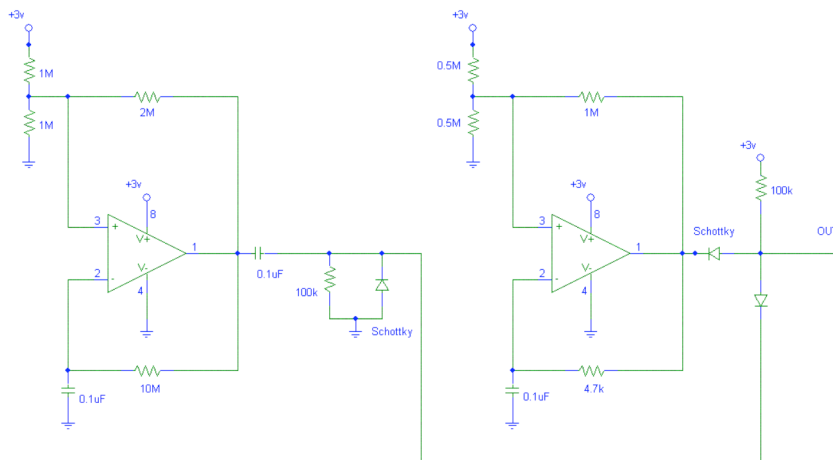 +3v
1M
1M
2M
+3v
3
8
+
V+
1
2
-
V-
4
0.1uF
100k
Schottky
10M
0.1uF
+3v
0.5M
0.5M
1M
+3v
3
8
+
V+
1
2
-
V-
4
Schottky
+3v
100k
OUT
4.7k
0.1uF